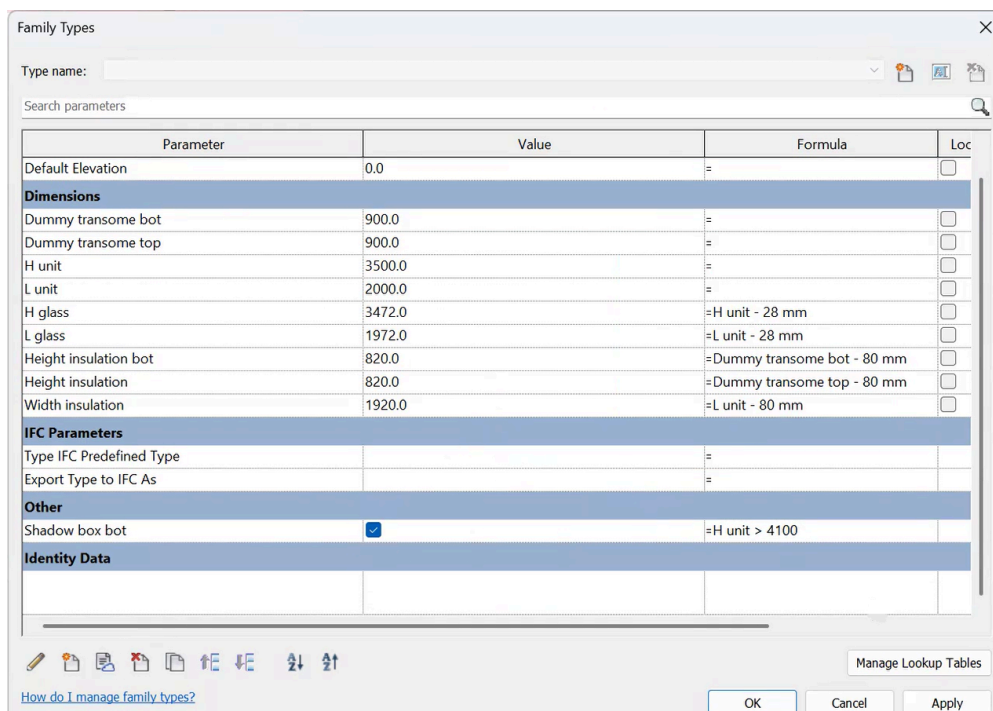 Family Types
Type name:
Search parameters
Parameter Value Formula Loc
Default Elevation 0.0 =
Dimensions
Dummy transome bot 900.0 =
Dummy transome top 900.0 =
H unit 3500.0 =
L unit 2000.0 =
H glass 3472.0 =H unit - 28 mm
L glass 1972.0 =L unit - 28 mm
Height insulation bot 820.0 =Dummy transome bot - 80 mm
Height insulation 820.0 =Dummy transome top - 80 mm
Width insulation 1920.0 =L unit - 80 mm
IFC Parameters
Type IFC Predefined Type =
Export Type to IFC As =
Other
Shadow box bot =H unit > 4100
Identity Data
Manage Lookup Tables
How do I manage family types?
OK Cancel Apply